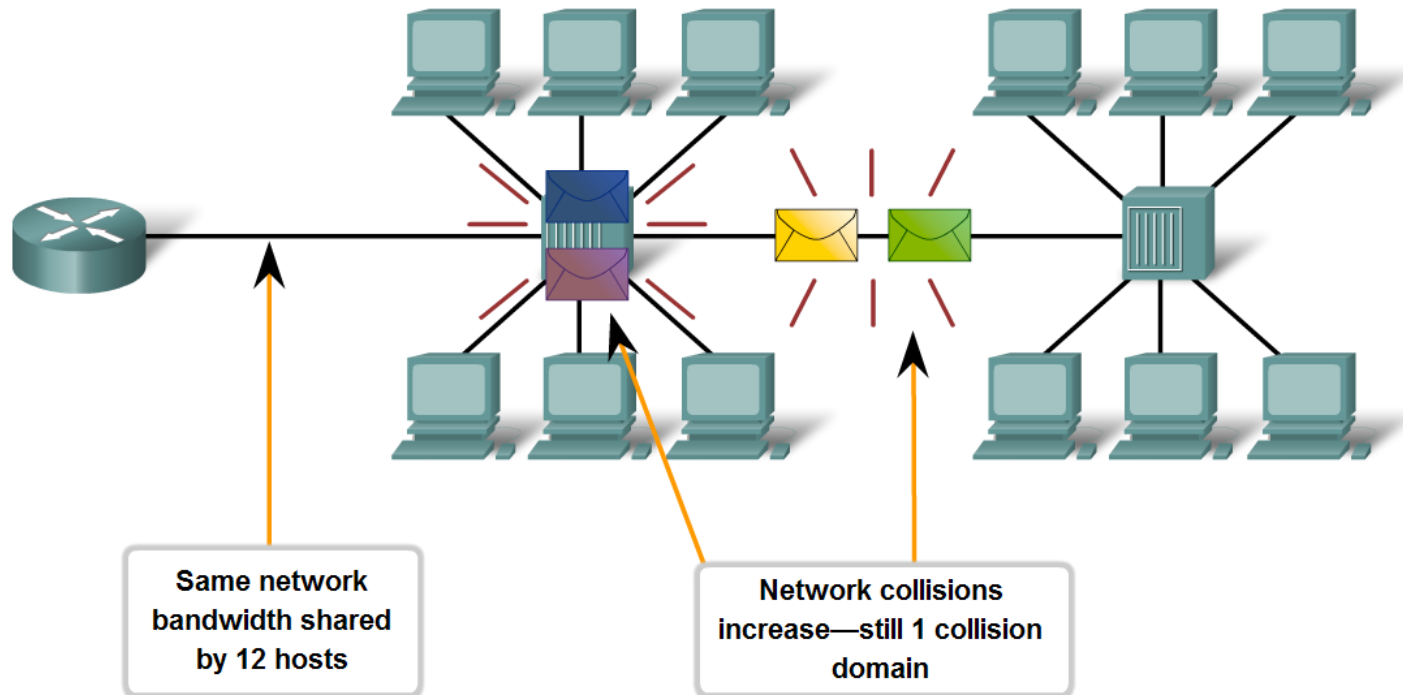 Same network
bandwidth shared
by 12 hosts
Network collisions
increase—still 1 collision
domain